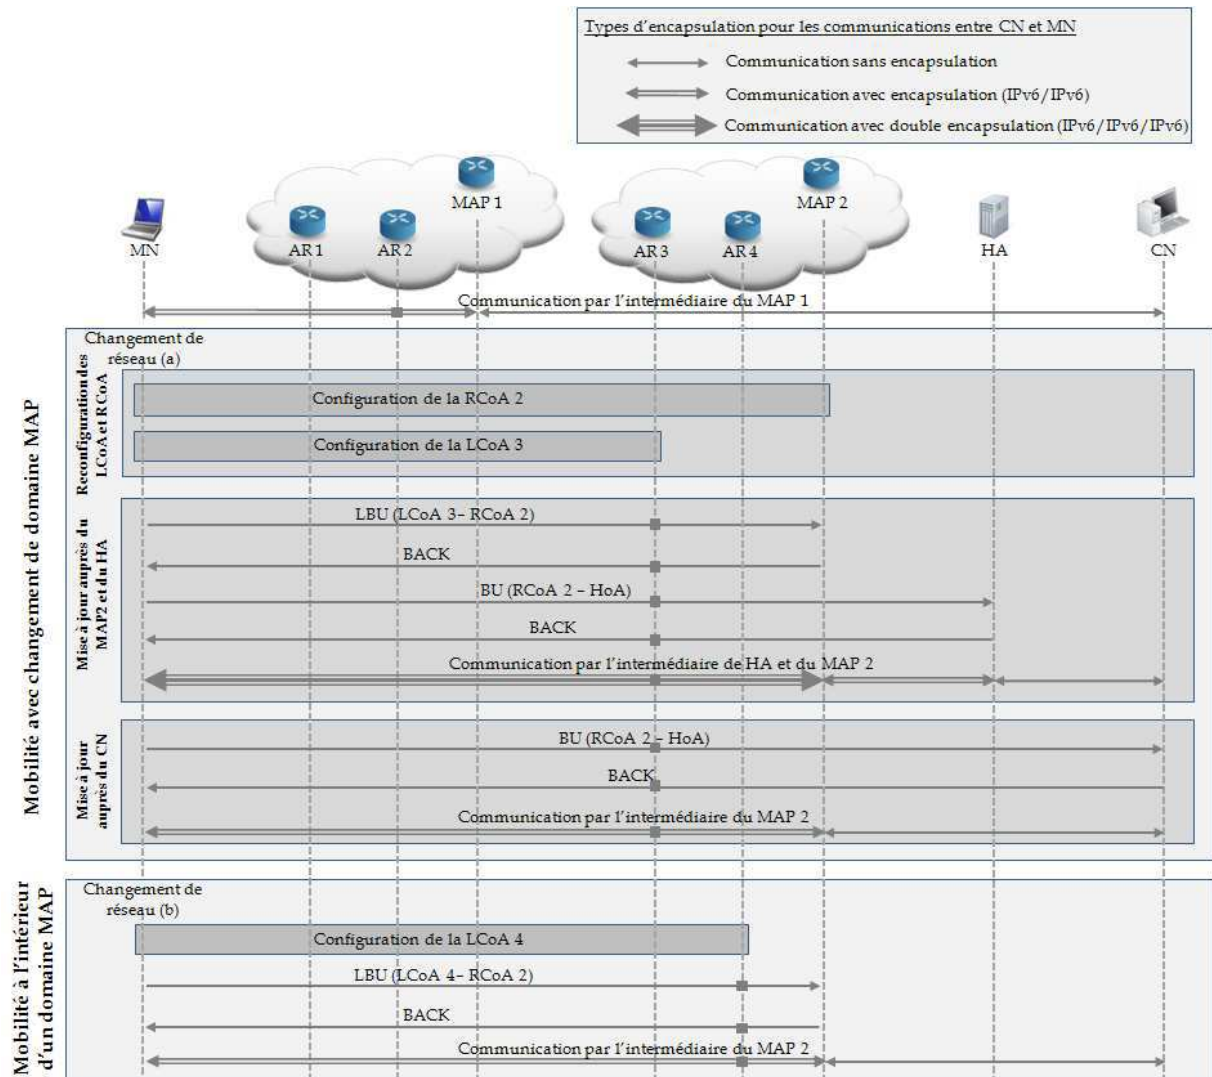 Types d'encapsulation pour les communications entre CN et MN
Communication sans encapsulation
Communication avec encapsulation (IPv6/IPv6)
Communication avec double encapsulation (IPv6/IPv6/IPv6)
MAP 1
MAP 2
MN
AR 1
AR 2
AR 3
AR 4
HA
CN
Communication par l'intermédiaire du MAP 1
Mobilité avec changement de domaine MAP
Changement de
réseau (a)
Reconfiguration des
LCoA et RCoA
Configuration de la RCoA 2
Configuration de la LCoA 3
Mise à jour auprès du
MAP2 et du HA
LBU (LCoA 3– RCoA 2)
BACK
BU (RCoA 2 – HoA)
BACK
Communication par l'intermédiaire de HA et du MAP 2
Mise à jour
auprès du CN
BU (RCoA 2 – HoA)
BACK
Communication par l'intermédiaire du MAP 2
Mobilité à l'intérieur
d'un domaine MAP
Changement de
réseau (b)
Configuration de la LCoA 4
LBU (LCoA 4– RCoA 2)
BACK
Communication par l'intermédiaire du MAP 2